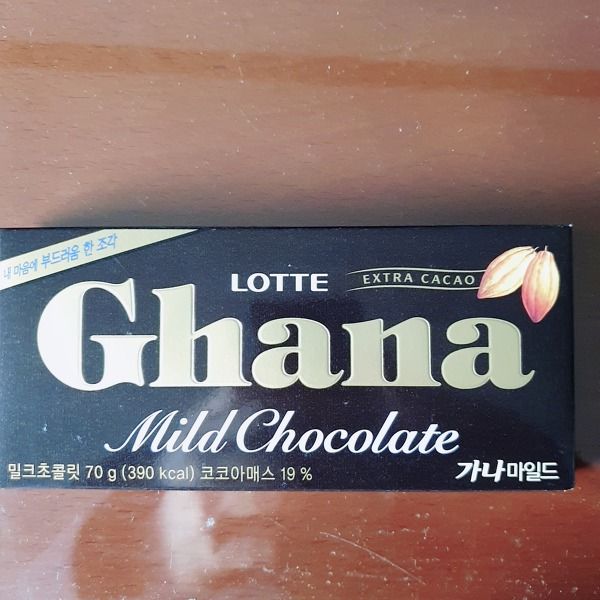 내 마음에 부드러움 한 조각
LOTTE EXTRA CACAO
Ghana
Mild Chocolate
밀크초콜릿 70 g (390 kcal) 코코아매스 19 % 가나마일드